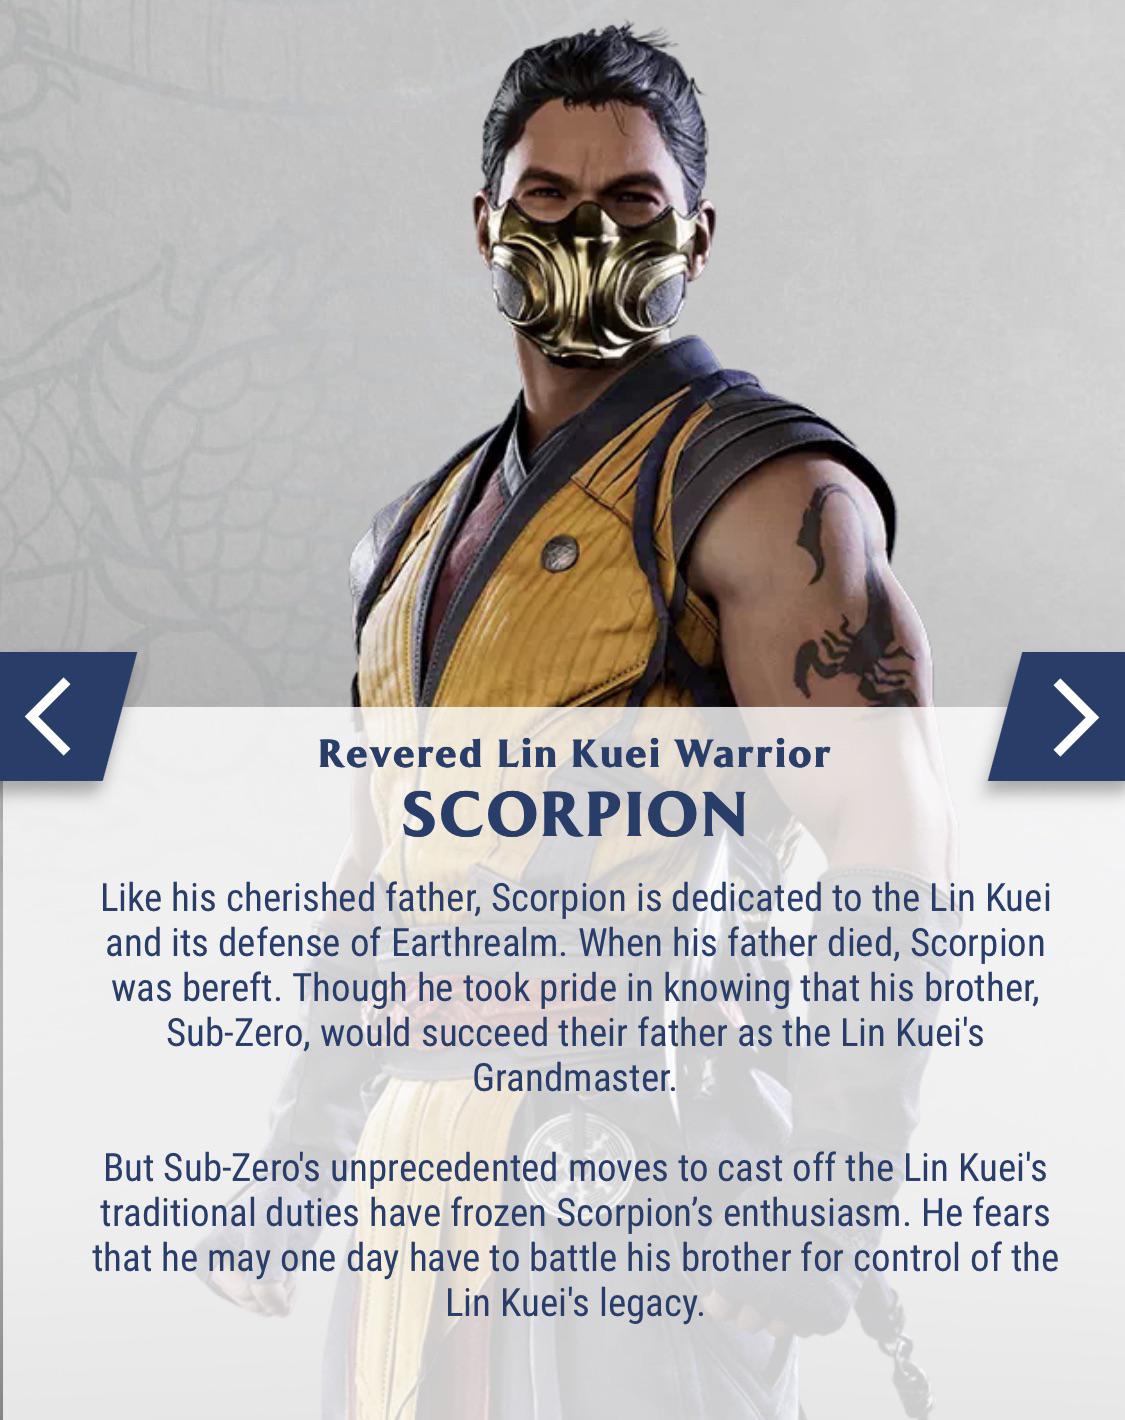 Revered Lin Kuei Warrior
SCORPION
Like his cherished father, Scorpion is dedicated to the Lin Kuei
and its defense of Earthrealm. When his father died, Scorpion
was bereft. Though he took pride in knowing that his brother,
Sub-Zero, would succeed their father as the Lin Kuei's
Grandmaster.
But Sub-Zero's unprecedented moves to cast off the Lin Kuei's
traditional duties have frozen Scorpion’s enthusiasm. He fears
that he may one day have to battle his brother for control of the
Lin Kuei's legacy.